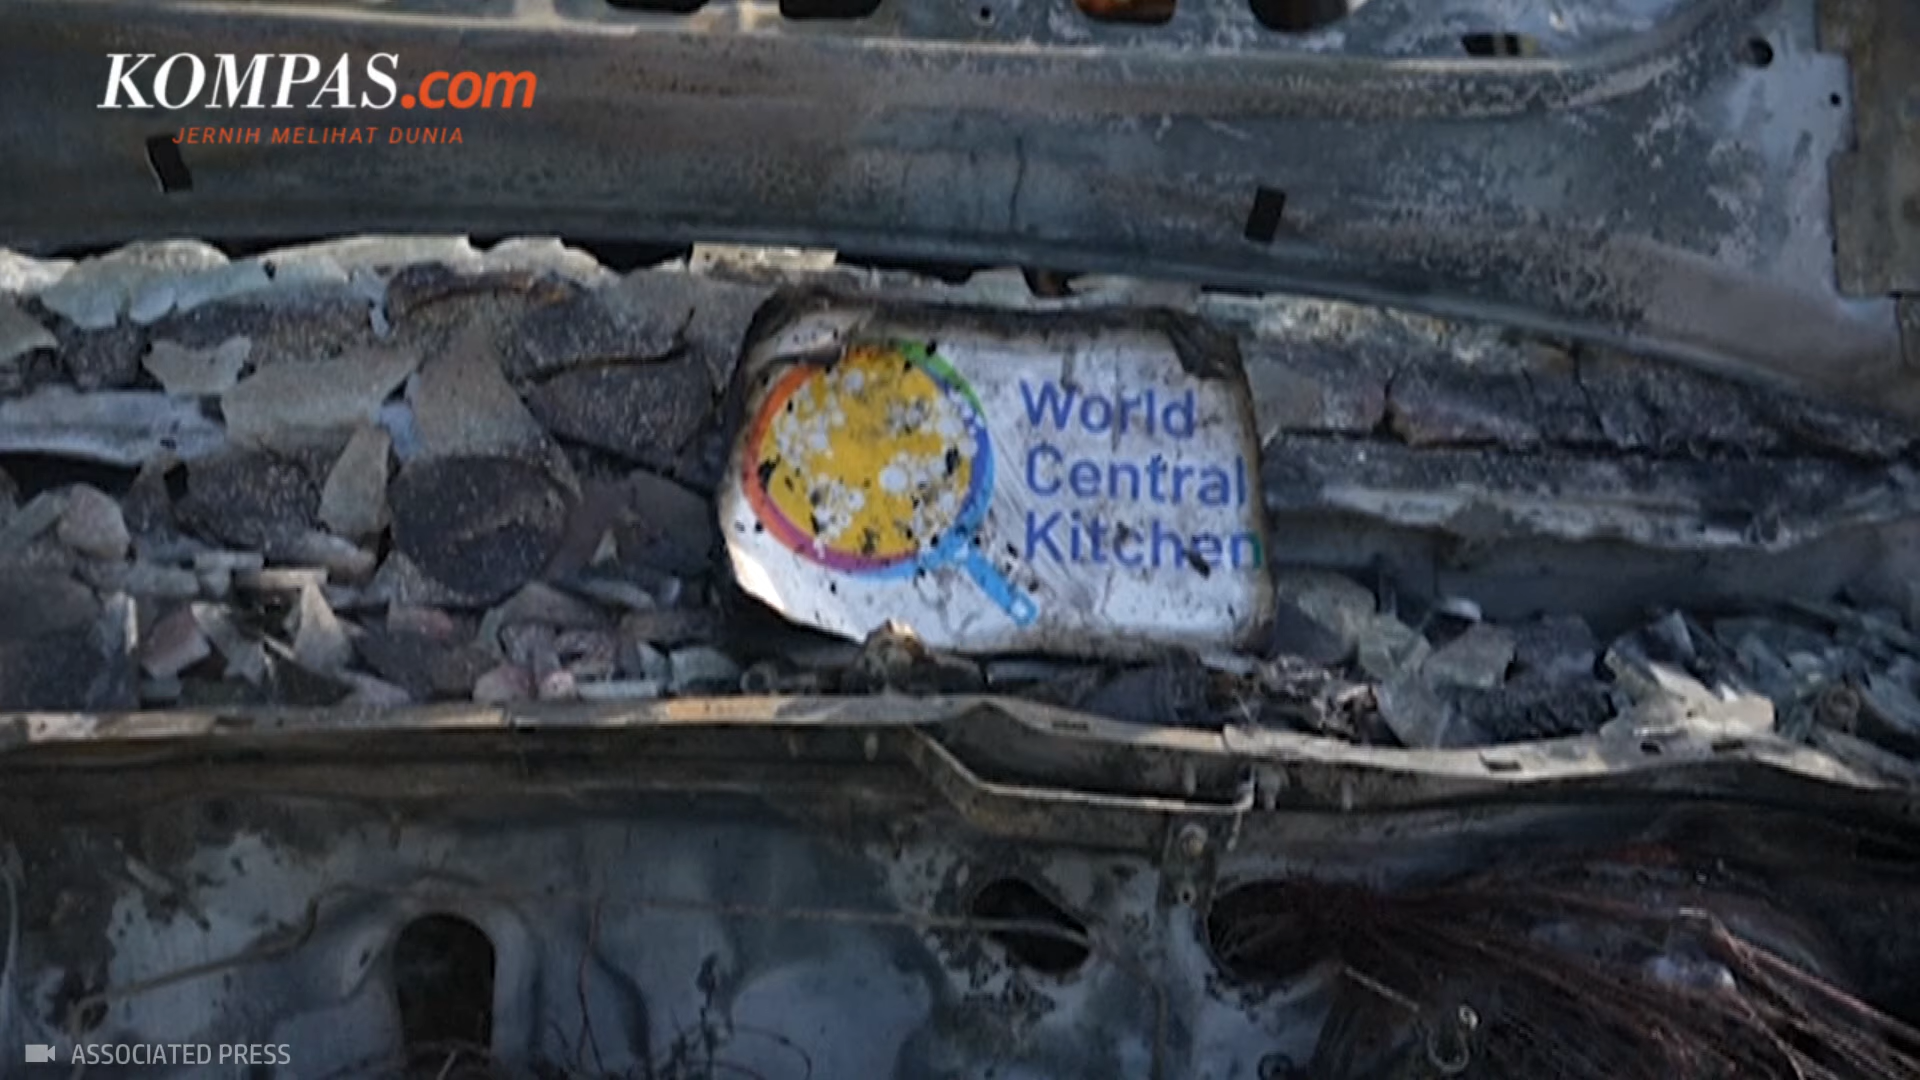 KOMPAS.com
JERNIH MELIHAT DUNIA
World
Central
Kitchen
ASSOCIATED PRESS